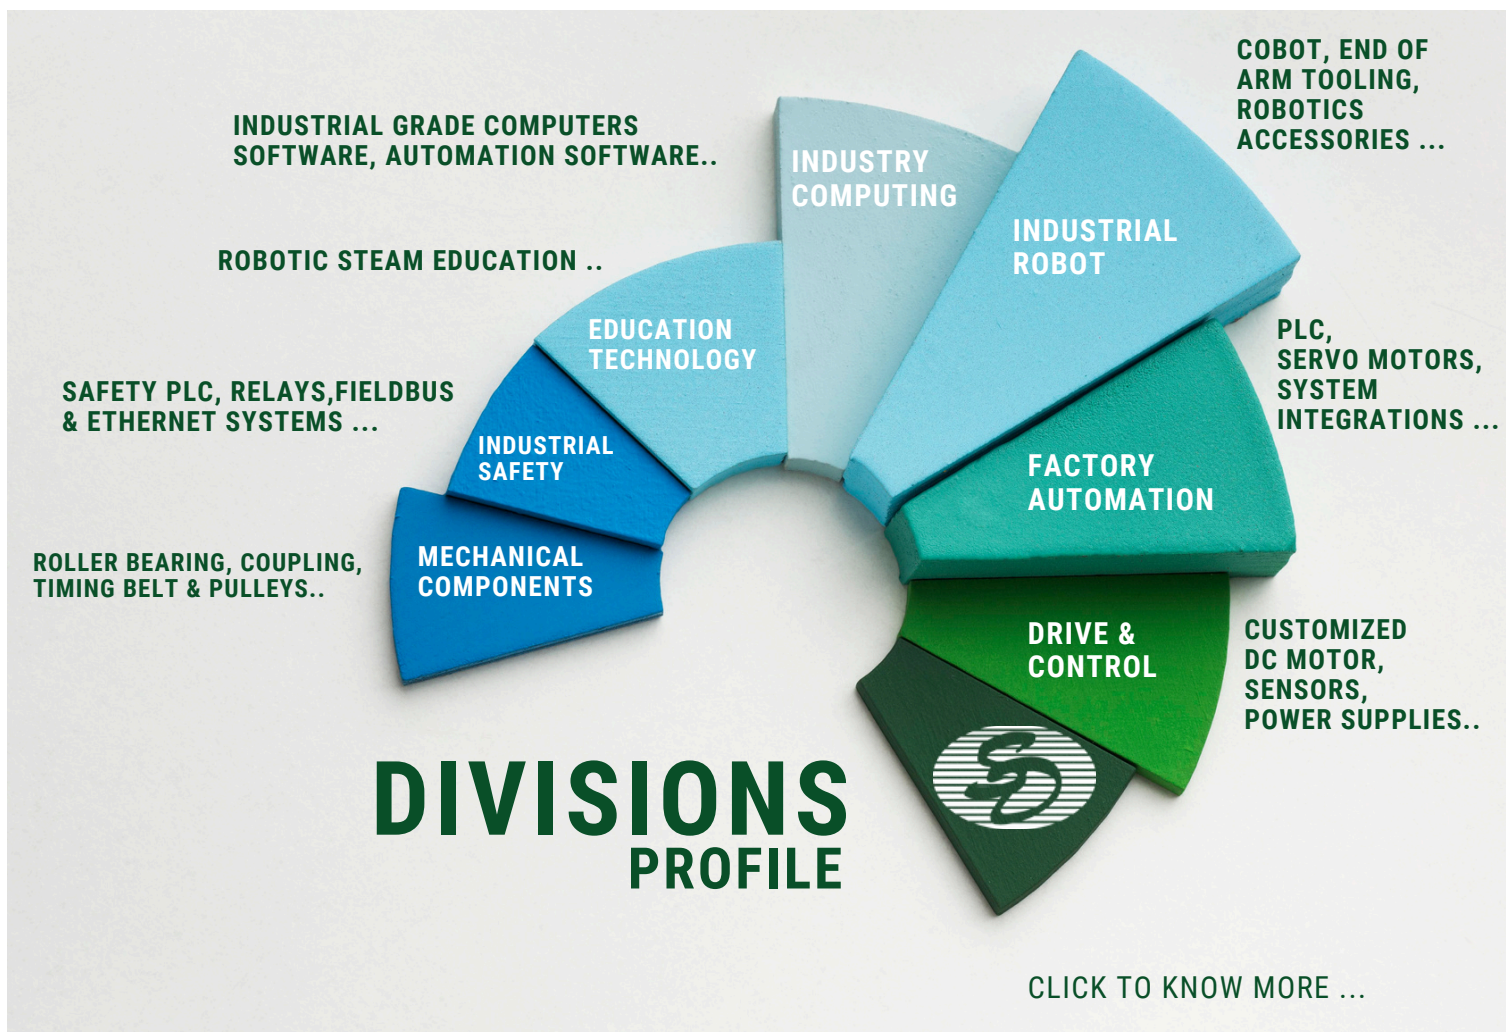 INDUSTRIAL GRADE COMPUTERS
SOFTWARE, AUTOMATION SOFTWARE..
INDUSTRY
COMPUTING
COBOT, END OF
ARM TOOLING,
ROBOTICS
ACCESSORIES ...
INDUSTRIAL
ROBOT
ROBOTIC STEAM EDUCATION ..
EDUCATION
TECHNOLOGY
PLC,
SERVO MOTORS,
SYSTEM
INTEGRATIONS ...
FACTORY
AUTOMATION
SAFETY PLC, RELAYS,FIELDBUS
& ETHERNET SYSTEMS ...
INDUSTRIAL
SAFETY
ROLLER BEARING, COUPLING,
TIMING BELT & PULLEYS..
MECHANICAL
COMPONENTS
DRIVE &
CONTROL
CUSTOMIZED
DC MOTOR,
SENSORS,
POWER SUPPLIES..
SD
DIVISIONS
PROFILE
CLICK TO KNOW MORE ...